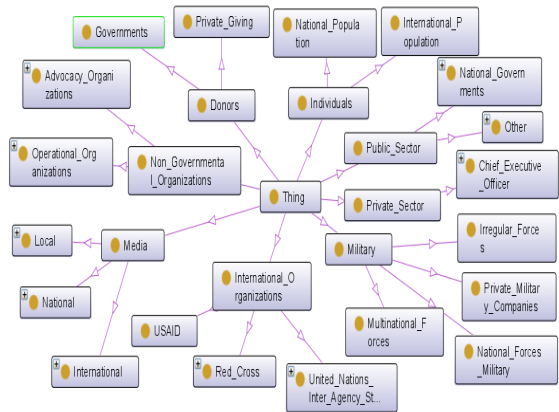 Governments
Private_Giving
National_Popula
tion
International_P
opulation
Advocacy_Organi
zations
Donors
Individuals
National_Govern
ments
Operational_Org
anizations
Non_Governmenta
l_Organizations
Public_Sector
Other
Thing
Private_Sector
Chief_Executive
_Officer
Local
Media
Military
Irregular_Force
s
National
International_O
rganizations
Private_Militar
y_Companies
USAID
Multinational_F
orces
International
Red_Cross
United_Nations_
Inter_Agency_St...
National_Forces
_Military